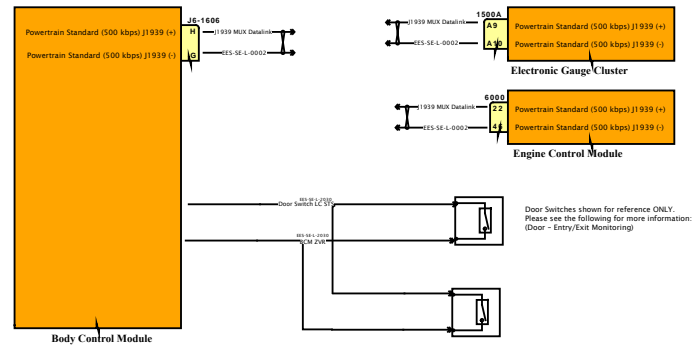 J6-1606
Powertrain Standard (500 kbps) J1939 (+)
H
J1939 MUX Datalink
Powertrain Standard (500 kbps) J1939 (-)
G
EES-SE-L-0002
1500A
J1939 MUX Datalink
A9
Powertrain Standard (500 kbps) J1939 (+)
EES-SE-L-0002
A10
Powertrain Standard (500 kbps) J1939 (-)
Electronic Gauge Cluster
6000
J1939 MUX Datalink
22
Powertrain Standard (500 kbps) J1939 (+)
EES-SE-L-0002
Powertrain Standard (500 kbps) J1939 (-)
Engine Control Module
EES-SE-L-2030
Door Switch LC STS
EES-SE-L-2030
BCM ZVR
Door Switches shown for reference ONLY.
Please see the following for more information:
(Door - Entry/Exit Monitoring)
Body Control Module